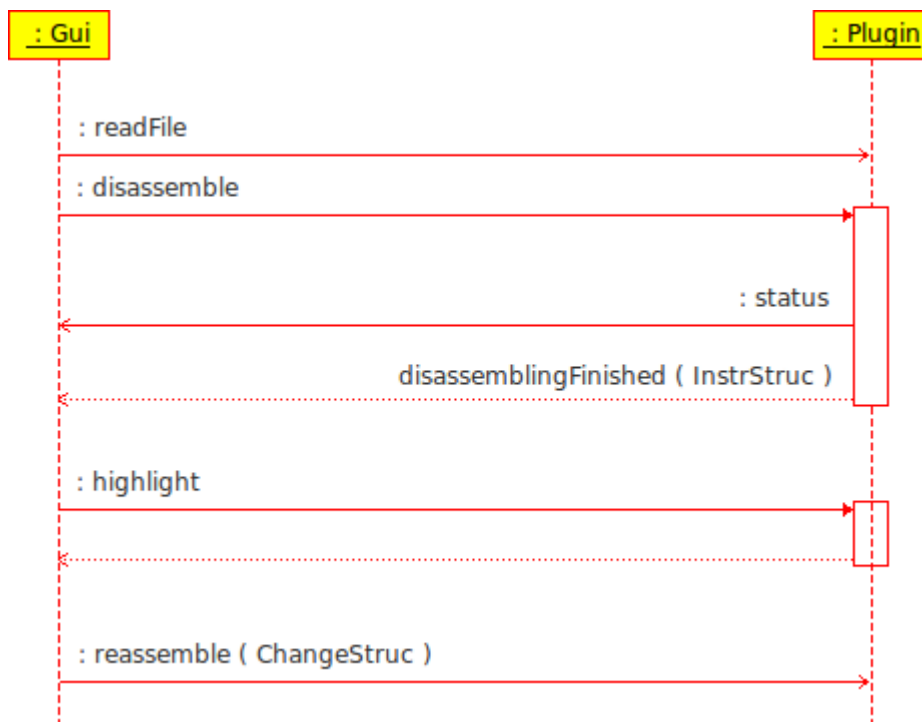 : Gui
: Plugin
: readFile
: disassemble
: status
disassemblingFinished ( InstrStruc )
: highlight
: reassemble ( ChangeStruc )